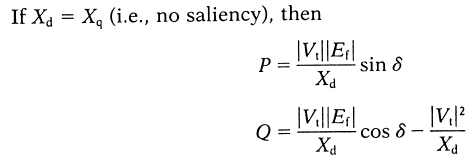 If X_d = X_q (i.e., no saliency), then
P = |V_t||E_f| / X_d sin δ
Q = |V_t||E_f| / X_d cos δ − |V_t|² / X_d